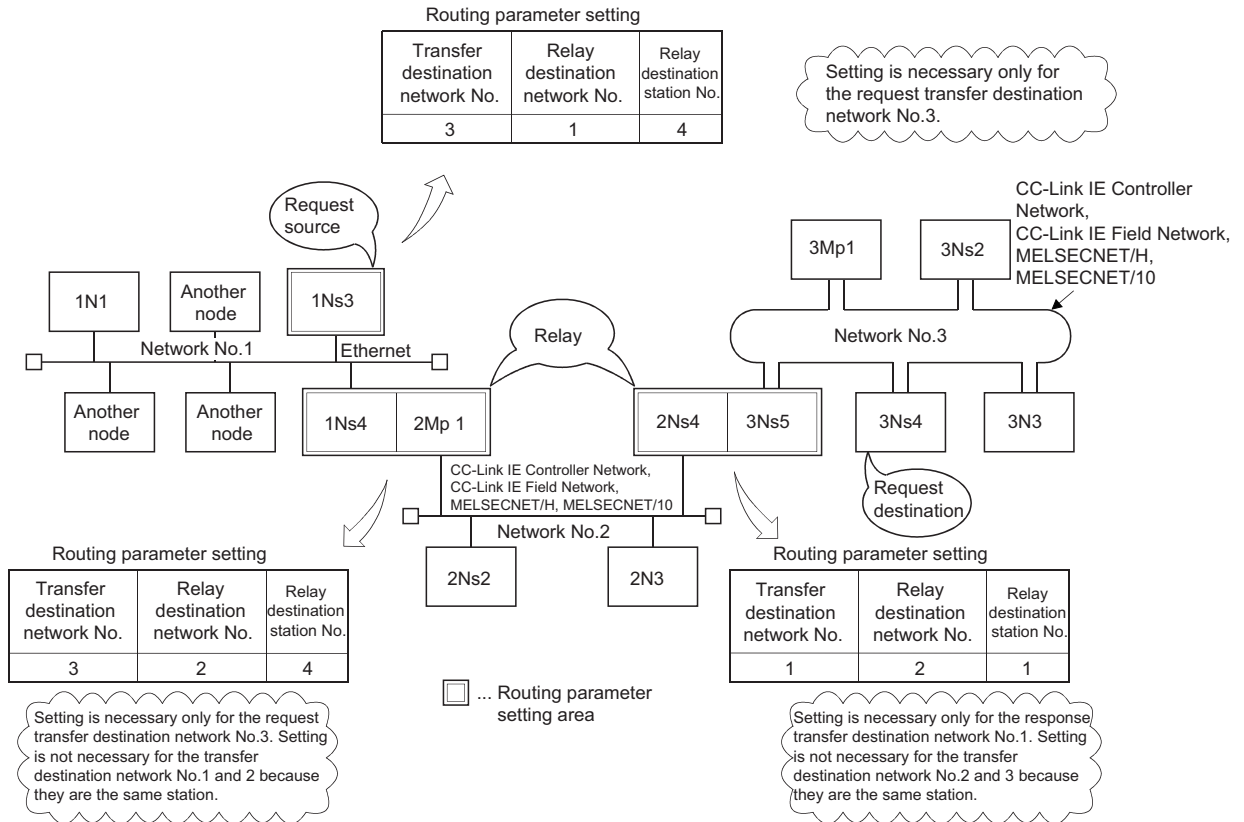 Routing parameter setting
Transfer
destination
network No.
Relay
destination
network No.
Relay
destination
station No.
3
1
4
Setting is necessary only for
the request transfer destination
network No.3.
Request
source
CC-Link IE Controller
Network,
CC-Link IE Field Network,
MELSECNET/H,
MELSECNET/10
1N1
Another
node
1Ns3
3Mp1
3Ns2
Relay
Network No.1
Ethernet
Network No.3
Another
node
Another
node
1Ns4
2Mp 1
2Ns4
3Ns5
3Ns4
3N3
CC-Link IE Controller Network,
CC-Link IE Field Network,
MELSECNET/H, MELSECNET/10
Request
destination
Network No.2
2Ns2
2N3
Routing parameter setting
Transfer
destination
network No.
Relay
destination
network No.
Relay
destination
station No.
3
2
4
Setting is necessary only for the request
transfer destination network No.3. Setting
is not necessary for the transfer
destination network No.1 and 2 because
they are the same station.
... Routing parameter
setting area
Routing parameter setting
Transfer
destination
network No.
Relay
destination
network No.
Relay
destination
station No.
1
2
1
Setting is necessary only for the response
transfer destination network No.1. Setting
is not necessary for the transfer
destination network No.2 and 3 because
they are the same station.